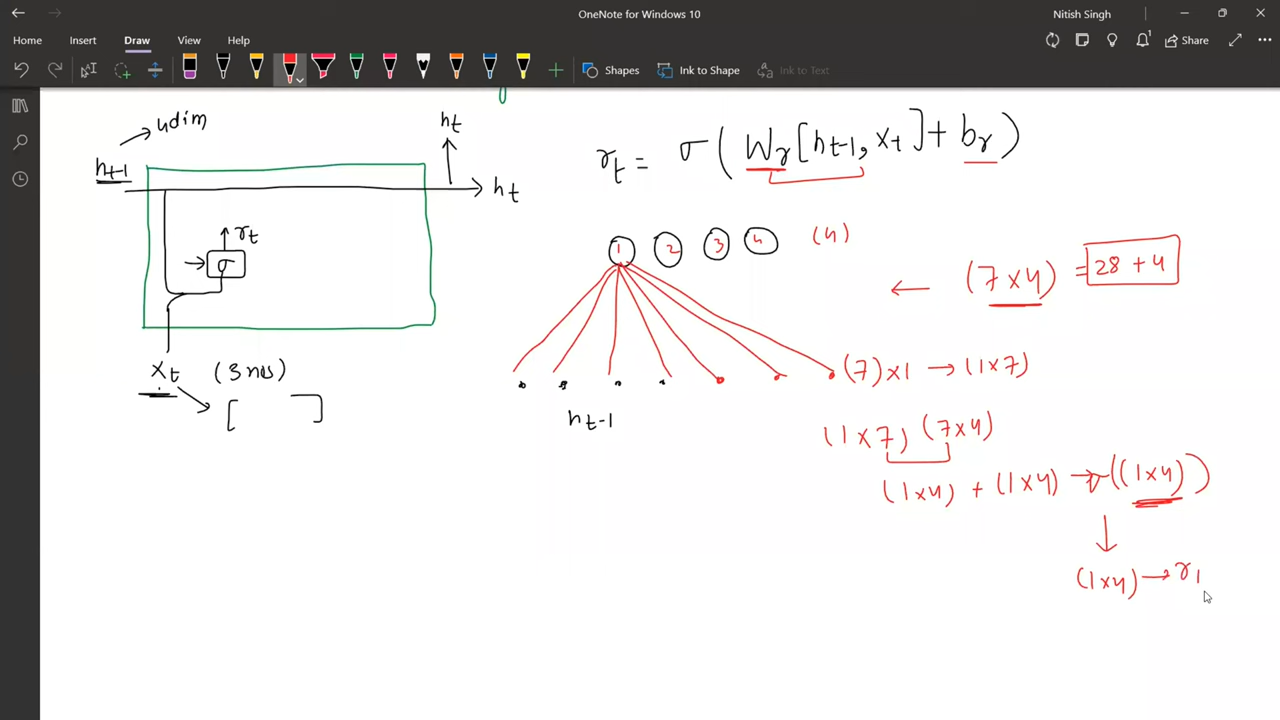 OneNote for Windows 10
Nitish Singh
Home Insert Draw View Help
Share
Shapes Ink to Shape Ink to Text
4dim
ht-1
ht
ht
rt
σ
xt (3 nos)
[ ]
rt = σ(Wr[ht-1, xt] + br)
1 2 3 4 (4)
← (7x4) = 28 + 4
(7)x1 → (1x7)
ht-1
(1x7) (7x4)
(1x4) + (1x4) → σ((1x4))
(1x4) → r1